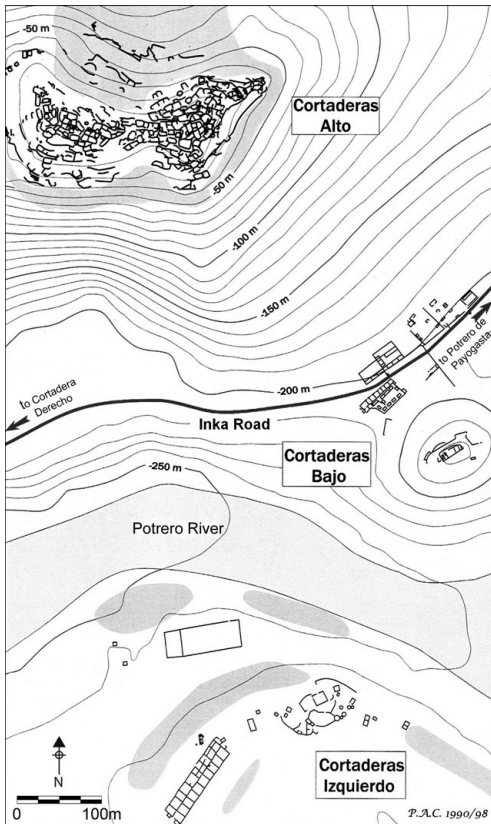 -50 m
Cortaderas
Alto
-50 m
-100 m
-150 m
to Potrero de
Payogasta
-200 m
to Cortadera
Derecho
Inka Road
Cortaderas
Bajo
-250 m
Potrero River
Cortaderas
Izquierdo
N
0 100m
P.A.C. 1990/98